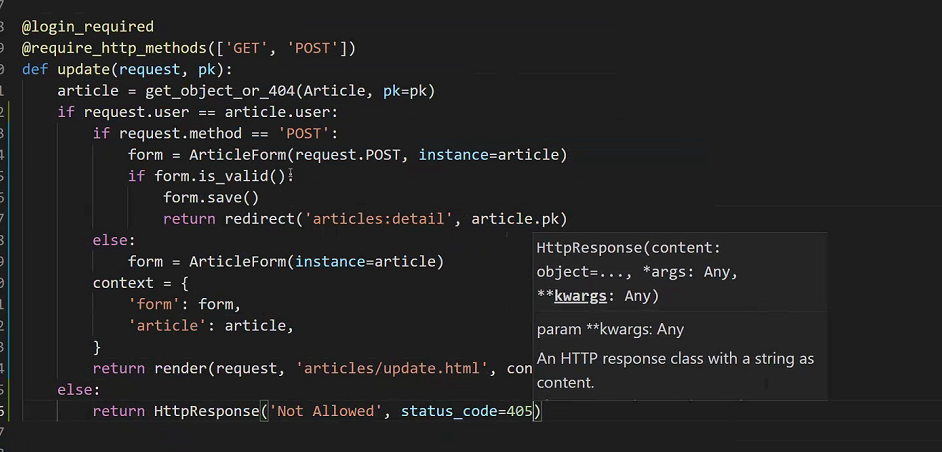 @login_required
@require_http_methods(['GET', 'POST'])
def update(request, pk):
article = get_object_or_404(Article, pk=pk)
if request.user == article.user:
if request.method == 'POST':
form = ArticleForm(request.POST, instance=article)
if form.is_valid():
form.save()
return redirect('articles:detail', article.pk)
else:
form = ArticleForm(instance=article)
context = {
'form': form,
'article': article,
}
return render(request, 'articles/update.html', con
else:
return HttpResponse('Not Allowed', status_code=405)
HttpResponse(content:
object=..., *args: Any,
**kwargs: Any)
param **kwargs: Any
An HTTP response class with a string as
content.